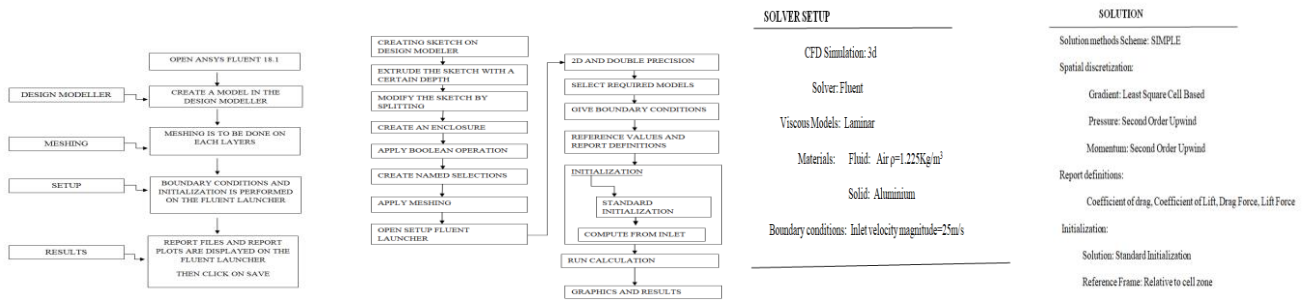 OPEN ANSYS FLUENT 18.1
DESIGN MODELLER
CREATE A MODEL IN THE
DESIGN MODELLER
MESHING
MESHING IS TO BE DONE ON
EACH LAYERS
SETUP
BOUNDARY CONDITIONS AND
INITIALIZATION IS PERFORMED
ON THE FLUENT LAUNCHER
RESULTS
REPORT FILES AND REPORT
PLOTS ARE DISPLAYED ON THE
FLUENT LAUNCHER
THEN CLICK ON SAVE
CREATING SKETCH ON
DESIGN MODELER
EXTRUDE THE SKETCH WITH A
CERTAIN DEPTH
MODIFY THE SKETCH BY
SPLITTING
CREATE AN ENCLOSURE
APPLY BOOLEAN OPERATION
CREATE NAMED SELECTIONS
APPLY MESHING
OPEN SETUP FLUENT
LAUNCHER
2D AND DOUBLE PRECISION
SELECT REQUIRED MODELS
GIVE BOUNDARY CONDITIONS
REFERENCE VALUES AND
REPORT DEFINITIONS
INITIALIZATION
STANDARD
INITIALIZATION
COMPUTE FROM INLET
RUN CALCULATION
GRAPHICS AND RESULTS
SOLVER SETUP
CFD Simulation: 3d
Solver: Fluent
Viscous Models: Laminar
Materials: Fluid: Air ρ=1.225Kg/m³
Solid: Aluminium
Boundary conditions: Inlet velocity magnitude=25m/s
SOLUTION
Solution methods Scheme: SIMPLE
Spatial discretization:
Gradient: Least Square Cell Based
Pressure: Second Order Upwind
Momentum: Second Order Upwind
Report definitions:
Coefficient of drag, Coefficient of Lift, Drag Force, Lift Force
Initialization:
Solution: Standard Initialization
Reference Frame: Relative to cell zone